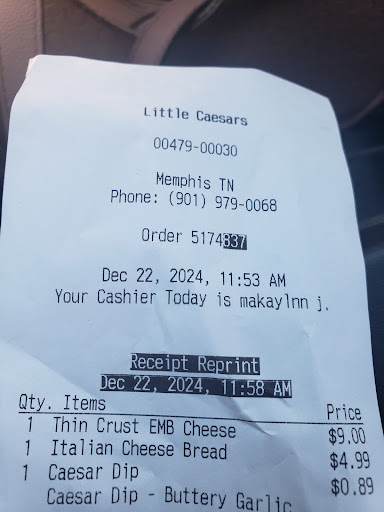 Little Caesars
00479-00030
Memphis TN
Phone: (901) 979-0068
Order 5174837
Dec 22, 2024, 11:53 AM
Your Cashier Today is makaylnn j.
Receipt Reprint
Dec 22, 2024, 11:58 AM
Qty. Items Price
1 Thin Crust EMB Cheese $9.00
1 Italian Cheese Bread $4.99
1 Caesar Dip $0.89
Caesar Dip - Buttery Garlic